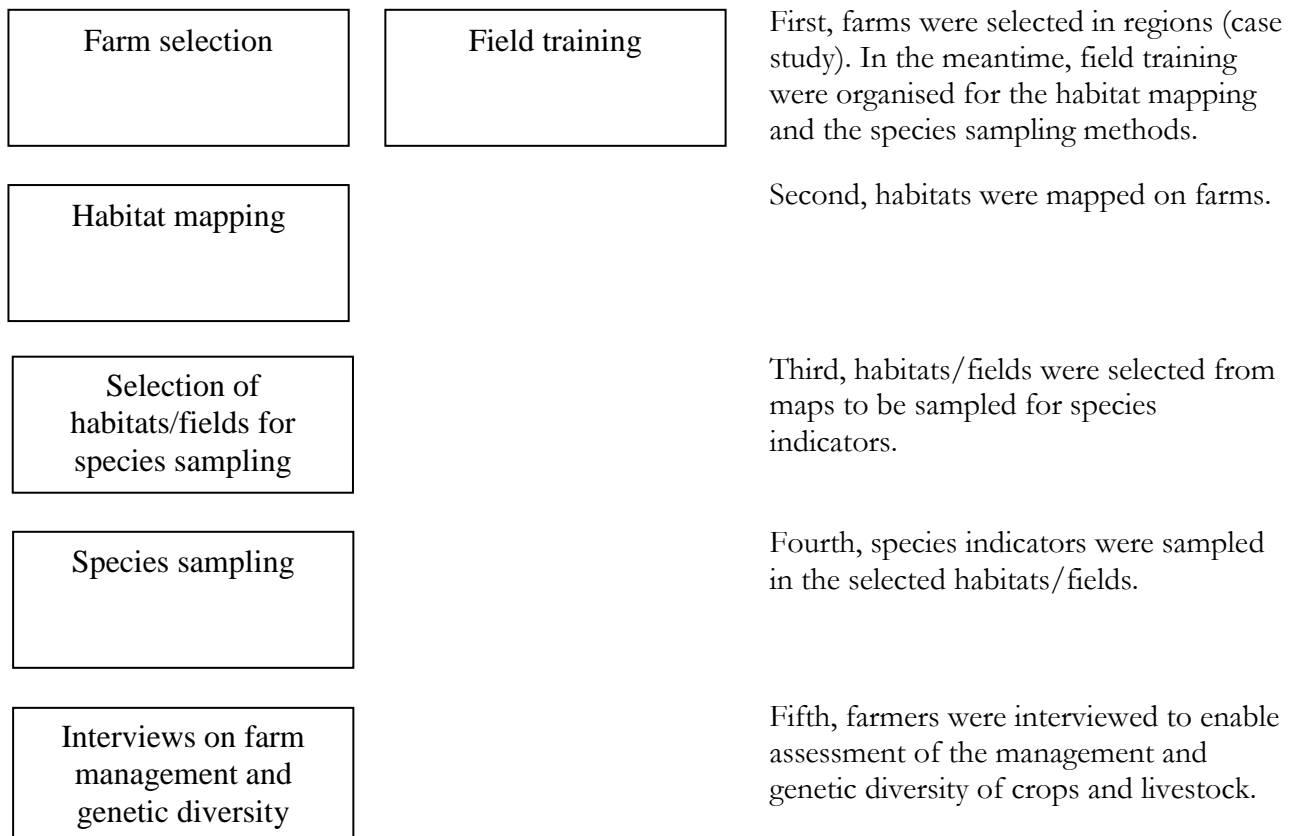 Farm selection
Field training
First, farms were selected in regions (case
study). In the meantime, field training
were organised for the habitat mapping
and the species sampling methods.
Habitat mapping
Second, habitats were mapped on farms.
Selection of
habitats/fields for
species sampling
Third, habitats/fields were selected from
maps to be sampled for species
indicators.
Species sampling
Fourth, species indicators were sampled
in the selected habitats/fields.
Interviews on farm
management and
genetic diversity
Fifth, farmers were interviewed to enable
assessment of the management and
genetic diversity of crops and livestock.